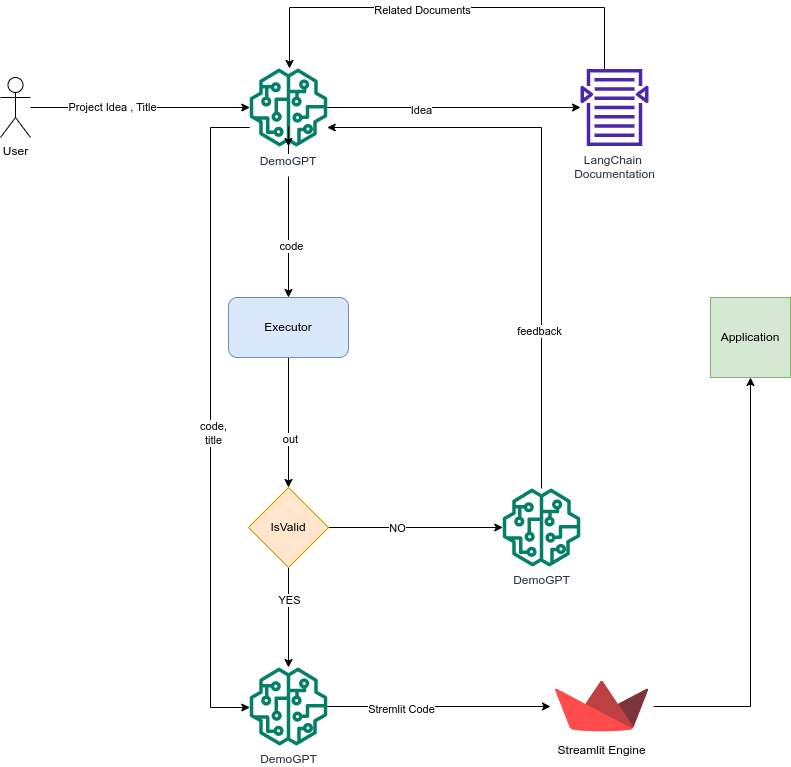 Related Documents
Project Idea , Title
Idea
User
DemoGPT
LangChain
Documentation
code
Executor
feedback
Application
code,
title
out
IsValid
NO
DemoGPT
YES
Stremlit Code
DemoGPT
Streamlit Engine